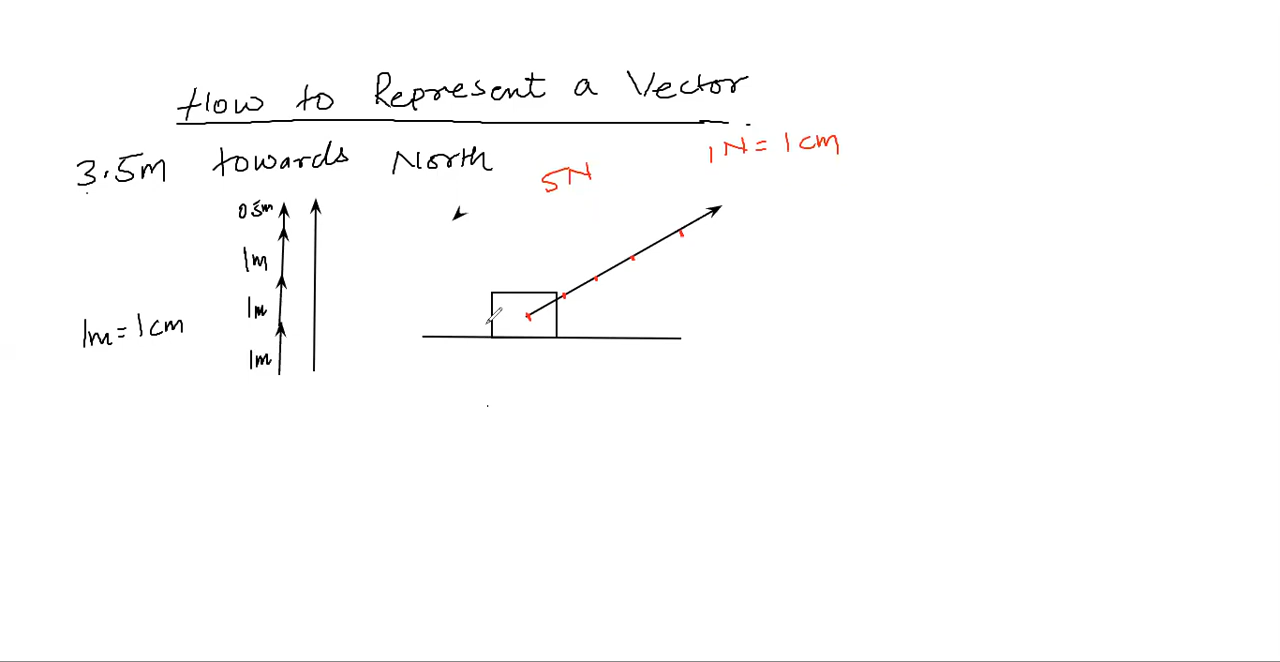 How to Represent a Vector
1N = 1cm
3.5m towards North
5N
0.5m
1m
1m
1m = 1cm
1m